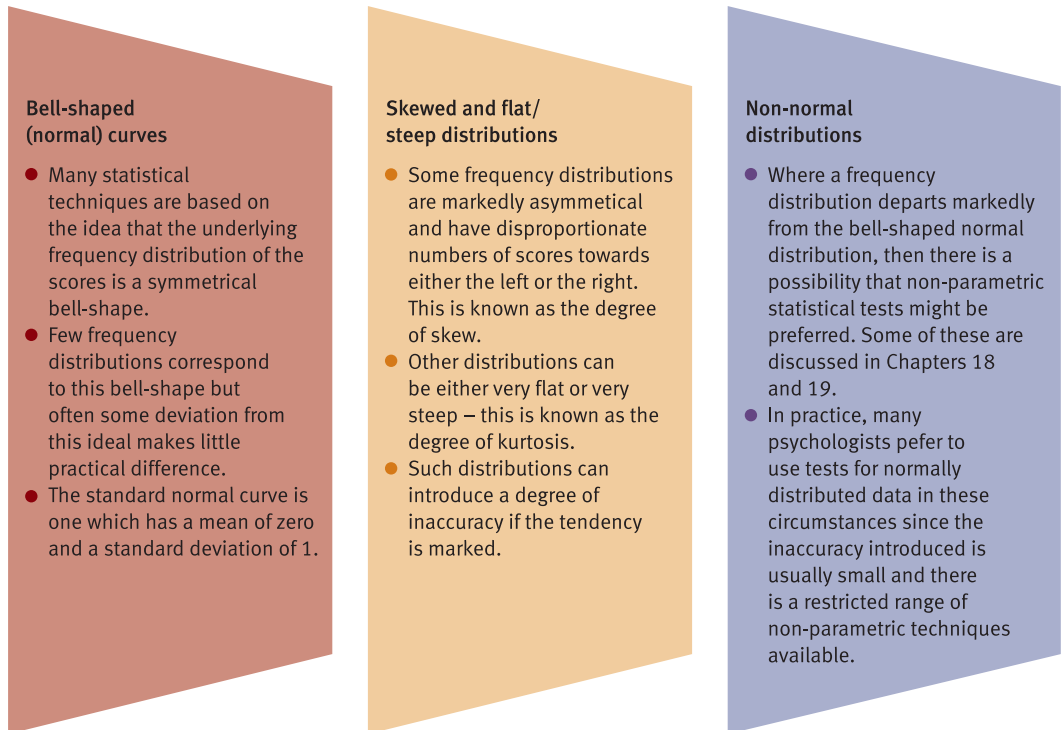 Bell-shaped
(normal) curves
● Many statistical
techniques are based on
the idea that the underlying
frequency distribution of the
scores is a symmetrical
bell-shape.
● Few frequency
distributions correspond
to this bell-shape but
often some deviation from
this ideal makes little
practical difference.
● The standard normal curve is
one which has a mean of zero
and a standard deviation of 1.
Skewed and flat/
steep distributions
● Some frequency distributions
are markedly asymmetrical
and have disproportionate
numbers of scores towards
either the left or the right.
This is known as the degree
of skew.
● Other distributions can
be either very flat or very
steep – this is known as the
degree of kurtosis.
● Such distributions can
introduce a degree of
inaccuracy if the tendency
is marked.
Non-normal
distributions
● Where a frequency
distribution departs markedly
from the bell-shaped normal
distribution, then there is a
possibility that non-parametric
statistical tests might be
preferred. Some of these are
discussed in Chapters 18
and 19.
● In practice, many
psychologists pefer to
use tests for normally
distributed data in these
circumstances since the
inaccuracy introduced is
usually small and there
is a restricted range of
non-parametric techniques
available.